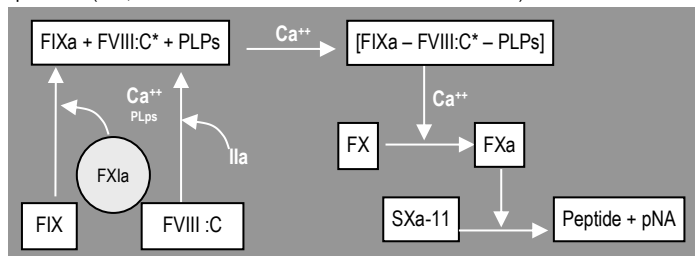 FIXa + FVIII:C* + PLPs
Ca⁺⁺
[FIXa – FVIII:C* – PLPs]
Ca⁺⁺
PLps
Ca⁺⁺
IIa
FX
FXa
FXIa
SXa-11
Peptide + pNA
FIX
FVIII :C